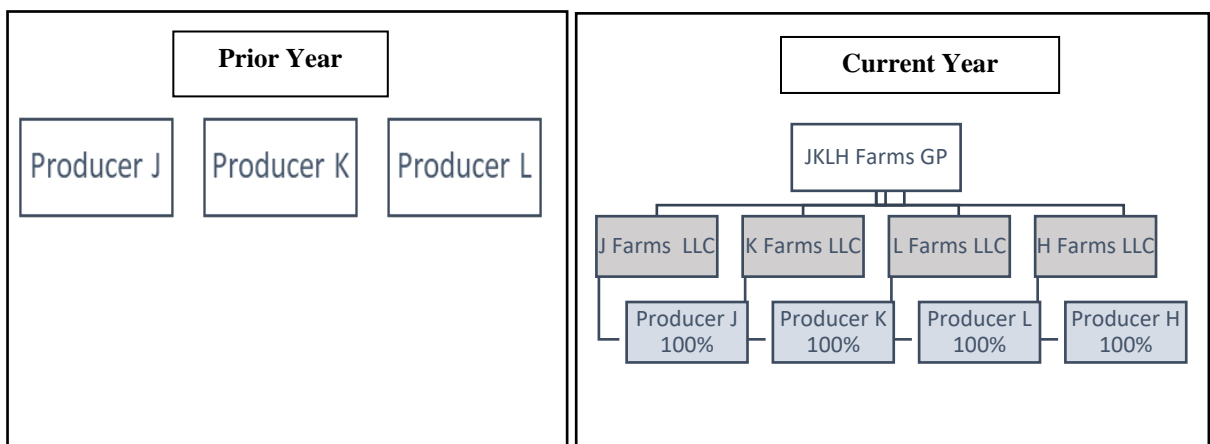 Prior Year
Producer J
Producer K
Producer L
Current Year
JKLH Farms GP
J Farms LLC
K Farms LLC
L Farms LLC
H Farms LLC
Producer J
100%
Producer K
100%
Producer L
100%
Producer H
100%